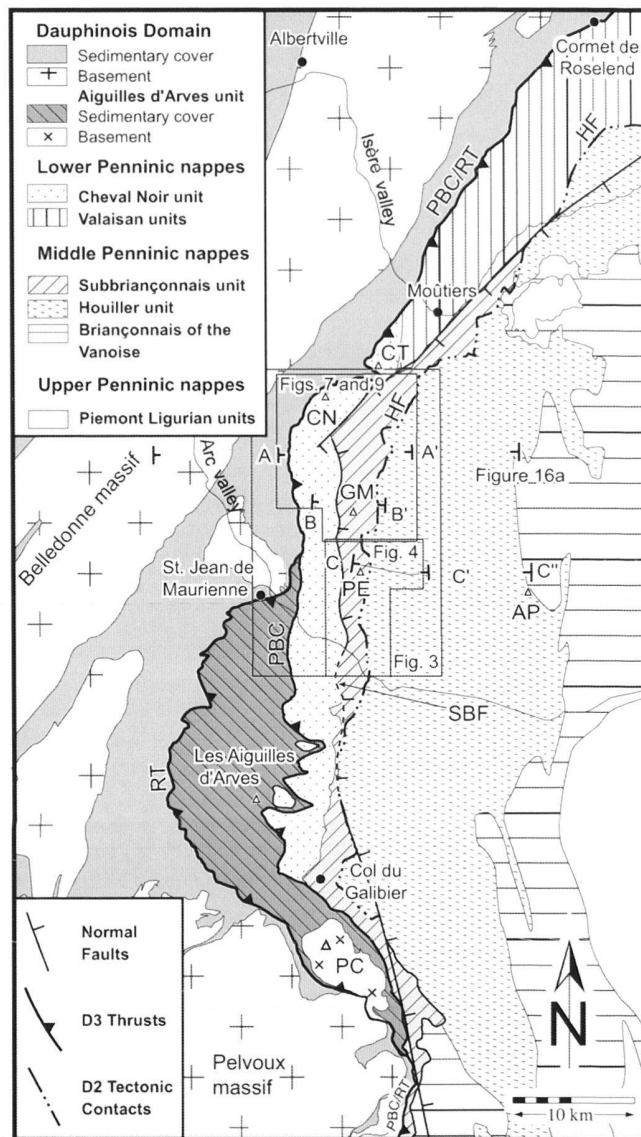 Dauphinois Domain
Sedimentary cover
Basement
Aiguilles d'Arves unit
Sedimentary cover
Basement
Lower Penninic nappes
Cheval Noir unit
Valaisan units
Middle Penninic nappes
Subbriançonnais unit
Houiller unit
Briançonnais of the
Vanoise
Upper Penninic nappes
Piemont Ligurian units
Albertville
Cormet de
Roselend
HF
Isère valley
PBC/RT
Moûtiers
CT
Figs. 7 and 9
CN
HF
A
A'
Figure 16a
Arc valley
Belledonne massif
GM
B
B'
Fig. 4
St. Jean de
Maurienne
C
PE
C'
C''
AP
PBC
Fig. 3
SBF
RT
Les Aiguilles
d'Arves
Col du
Galibier
PC
Normal
Faults
D3 Thrusts
D2 Tectonic
Contacts
Pelvoux
massif
PBC/RT
N
10 km